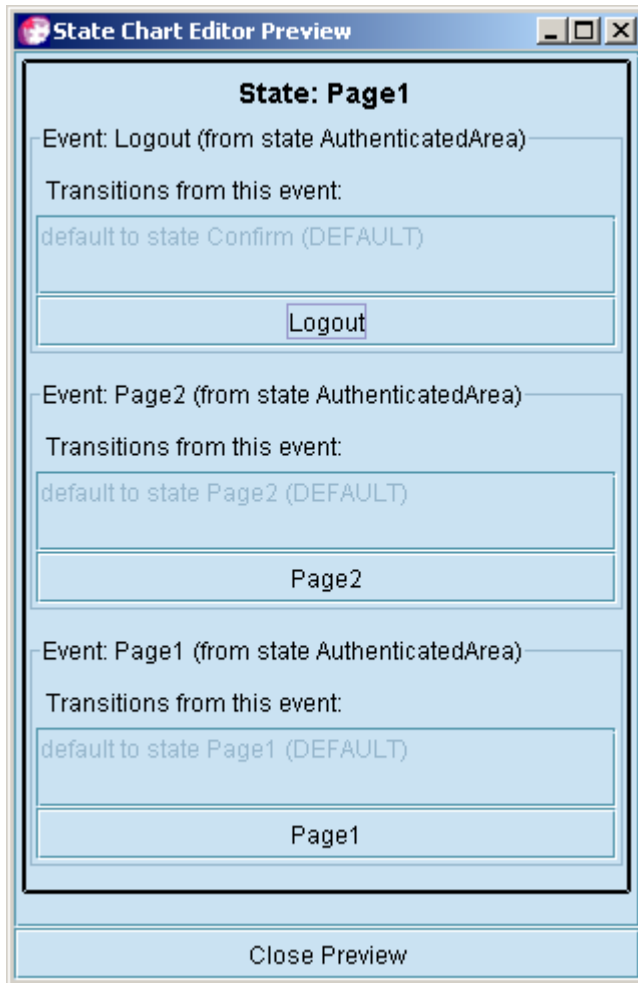 State Chart Editor Preview
State: Page1
Event: Logout (from state AuthenticatedArea)
Transitions from this event:
default to state Confirm (DEFAULT)
Logout
Event: Page2 (from state AuthenticatedArea)
Transitions from this event:
default to state Page2 (DEFAULT)
Page2
Event: Page1 (from state AuthenticatedArea)
Transitions from this event:
default to state Page1 (DEFAULT)
Page1
Close Preview